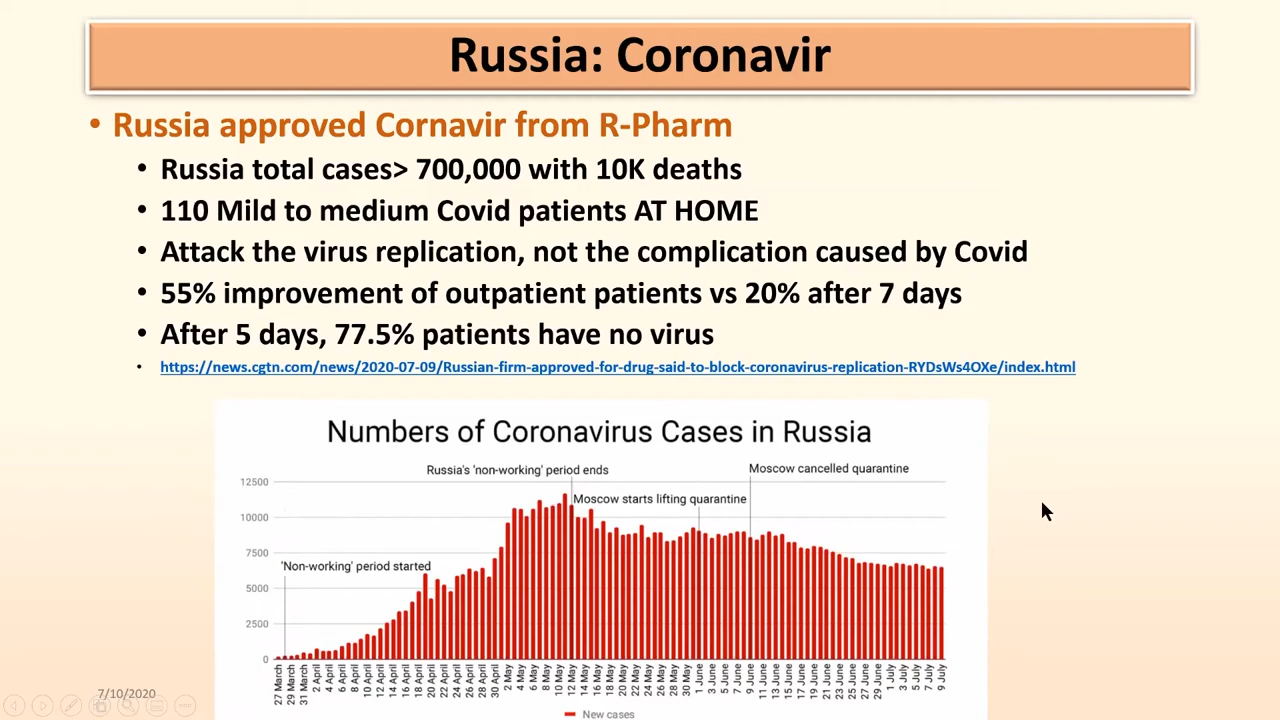 Russia: Coronavir
• Russia approved Cornavir from R-Pharm
• Russia total cases> 700,000 with 10K deaths
• 110 Mild to medium Covid patients AT HOME
• Attack the virus replication, not the complication caused by Covid
• 55% improvement of outpatient patients vs 20% after 7 days
• After 5 days, 77.5% patients have no virus
• https://news.cgtn.com/news/2020-07-09/Russian-firm-approved-for-drug-said-to-block-coronavirus-replication-RYDsWs4OXe/index.html
Numbers of Coronavirus Cases in Russia
Russia's 'non-working' period ends
Moscow cancelled quarantine
Moscow starts lifting quarantine
'Non-working' period started
12500
10000
7500
5000
2500
0
27 March
29 March
31 March
2 April
4 April
6 April
8 April
10 April
12 April
14 April
16 April
18 April
20 April
22 April
24 April
26 April
28 April
30 April
2 May
4 May
6 May
8 May
10 May
12 May
14 May
16 May
18 May
20 May
22 May
24 May
26 May
28 May
30 May
1 June
3 June
5 June
7 June
9 June
11 June
13 June
15 June
17 June
19 June
21 June
23 June
25 June
27 June
29 June
1 July
3 July
5 July
7 July
9 July
New cases
7/10/2020